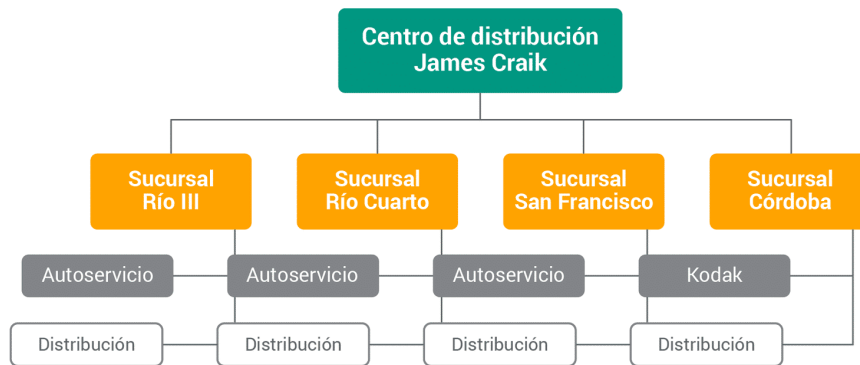 Centro de distribución
James Craik
Sucursal
Río III
Sucursal
Río Cuarto
Sucursal
San Francisco
Sucursal
Córdoba
Autoservicio
Autoservicio
Autoservicio
Kodak
Distribución
Distribución
Distribución
Distribución